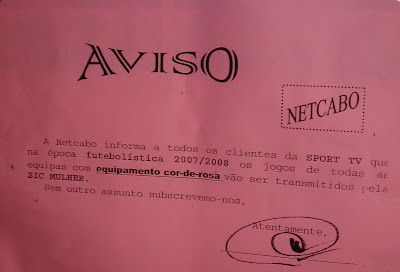 AVISO
NETCABO
A Netcabo informa a todos os clientes da SPORT TV que
na época futebolística 2007/2008 os jogos de todas as
equipas com equipamento cor-de-rosa vão ser transmitidos pela
SIC MULHER.
Sem outro assunto subscrevemo-nos,
Atentamente,